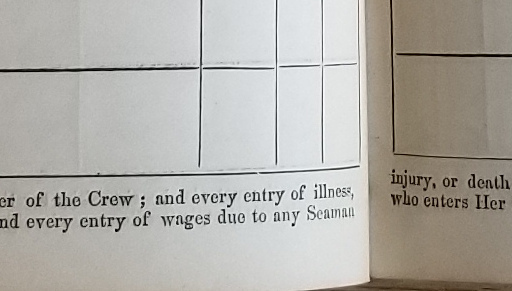 er of the Crew ; and every entry of illness,
nd every entry of wages due to any Seaman
injury, or death
who enters Her